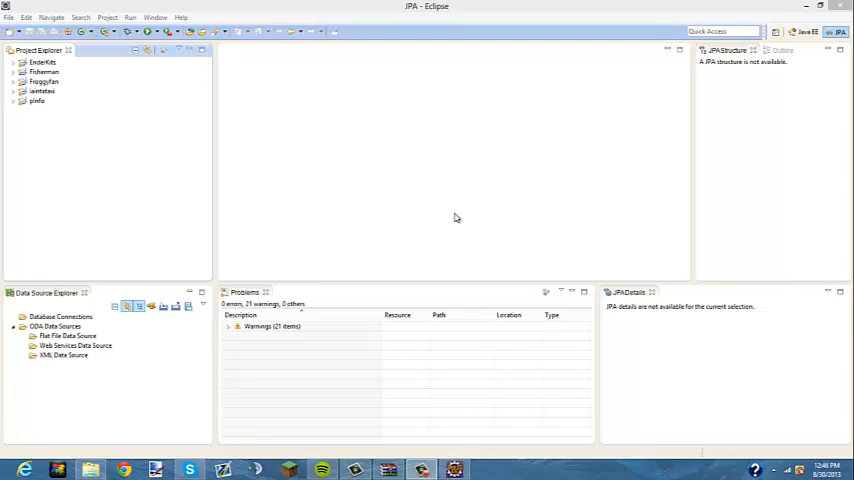 JPA - Eclipse
File Edit Navigate Search Project Run Window Help
Quick Access
Java EE
JPA
Project Explorer
EnderKits
Fisherman
Froggyfan
iaintataxi
pInfo
JPA Structure
Outline
A JPA structure is not available.
Data Source Explorer
Database Connections
ODA Data Sources
Flat File Data Source
Web Services Data Source
XML Data Source
Problems
0 errors, 21 warnings, 0 others
Description Resource Path Location Type
Warnings (21 items)
JPA Details
JPA details are not available for the current selection.
12:46 PM
8/30/2013